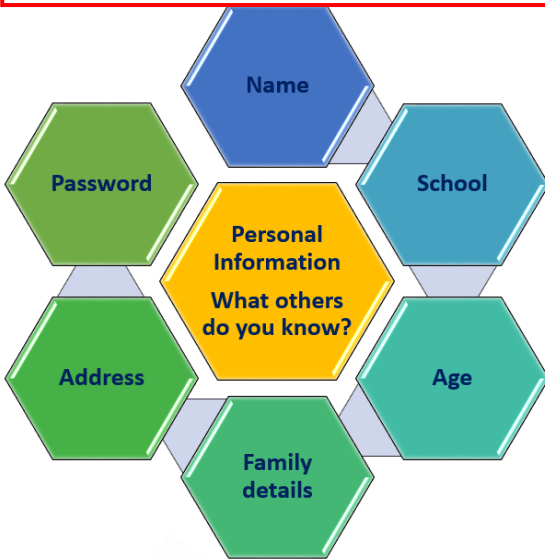 Name
School
Password
Personal
Information
What others
do you know?
Address
Age
Family
details